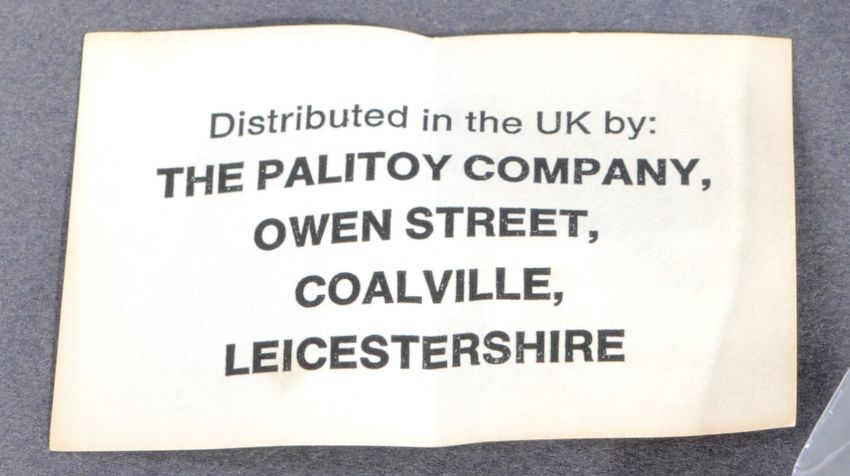 Distributed in the UK by:
THE PALITOY COMPANY,
OWEN STREET,
COALVILLE,
LEICESTERSHIRE